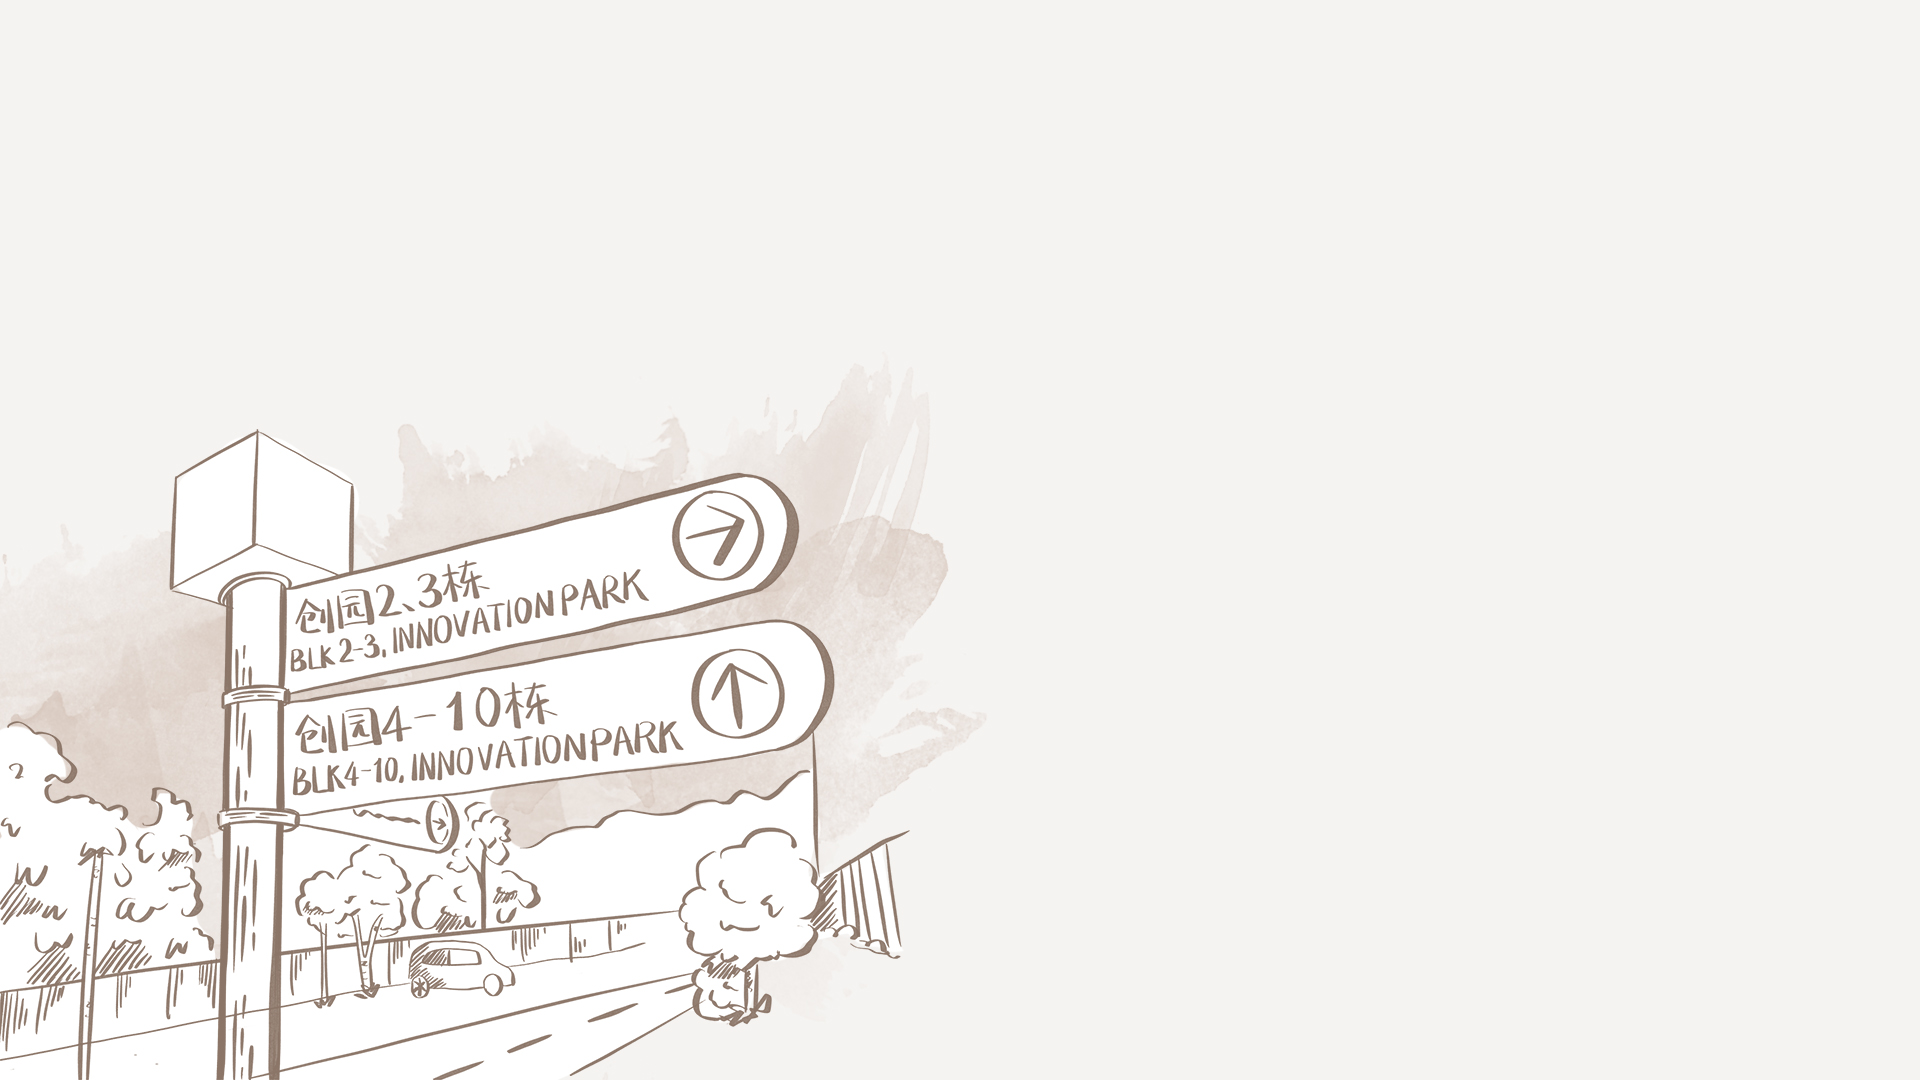 创园2、3栋
BLK 2-3, INNOVATION PARK
创园4-10栋
BLK4-10, INNOVATION PARK